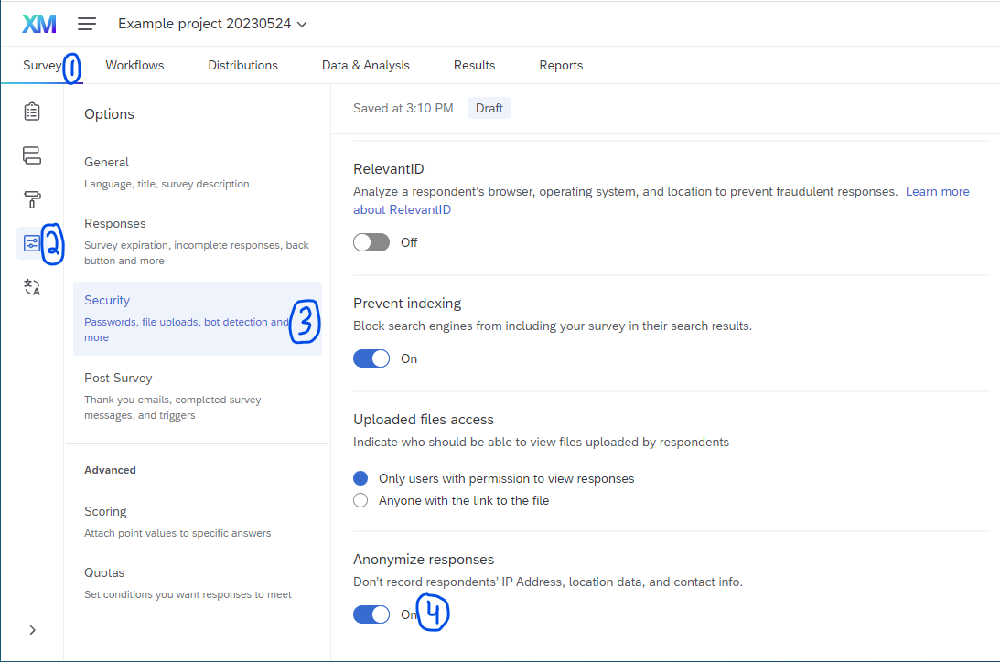 XM Example project 20230524
Survey 1 Workflows Distributions Data & Analysis Results Reports
Options
General
Language, title, survey description
Responses
Survey expiration, incomplete responses, back
button and more
2
Security
Passwords, file uploads, bot detection and
more
3
Post-Survey
Thank you emails, completed survey
messages, and triggers
Advanced
Scoring
Attach point values to specific answers
Quotas
Set conditions you want responses to meet
Saved at 3:10 PM Draft
RelevantID
Analyze a respondent's browser, operating system, and location to prevent fraudulent responses. Learn more
about RelevantID
Off
Prevent indexing
Block search engines from including your survey in their search results.
On
Uploaded files access
Indicate who should be able to view files uploaded by respondents
Only users with permission to view responses
Anyone with the link to the file
Anonymize responses
Don't record respondents' IP Address, location data, and contact info.
On 4